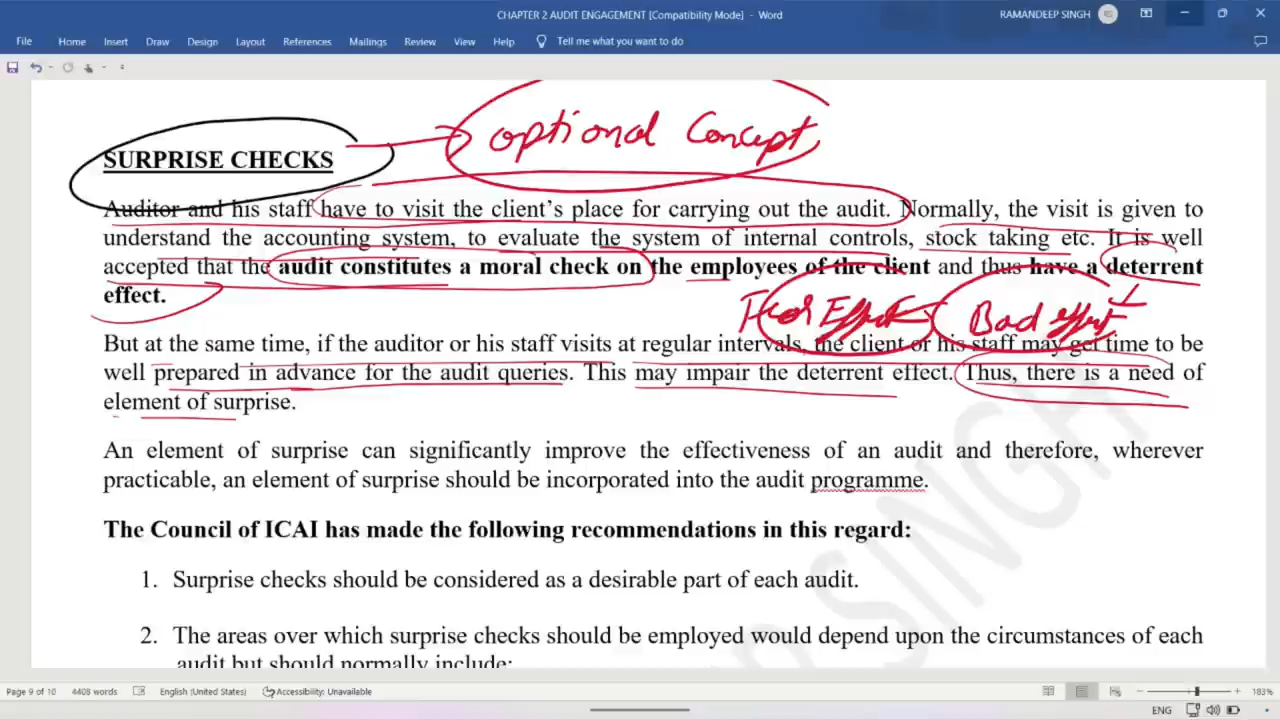 CHAPTER 2 AUDIT ENGAGEMENT [Compatibility Mode] - Word
RAMANDEEP SINGH
File Home Insert Draw Design Layout References Mailings Review View Help Tell me what you want to do
optional Concept
SURPRISE CHECKS
Auditor and his staff have to visit the client's place for carrying out the audit. Normally, the visit is given to
understand the accounting system, to evaluate the system of internal controls, stock taking etc. It is well
accepted that the audit constitutes a moral check on the employees of the client and thus have a deterrent
effect.
Fear Effect Bad effect
But at the same time, if the auditor or his staff visits at regular intervals, the client or his staff may get time to be
well prepared in advance for the audit queries. This may impair the deterrent effect. Thus, there is a need of
element of surprise.
An element of surprise can significantly improve the effectiveness of an audit and therefore, wherever
practicable, an element of surprise should be incorporated into the audit programme.
The Council of ICAI has made the following recommendations in this regard:
1. Surprise checks should be considered as a desirable part of each audit.
2. The areas over which surprise checks should be employed would depend upon the circumstances of each
audit but should normally include:
SINGH
Page 9 of 10 4408 words English (United States) Accessibility: Unavailable 183%
ENG